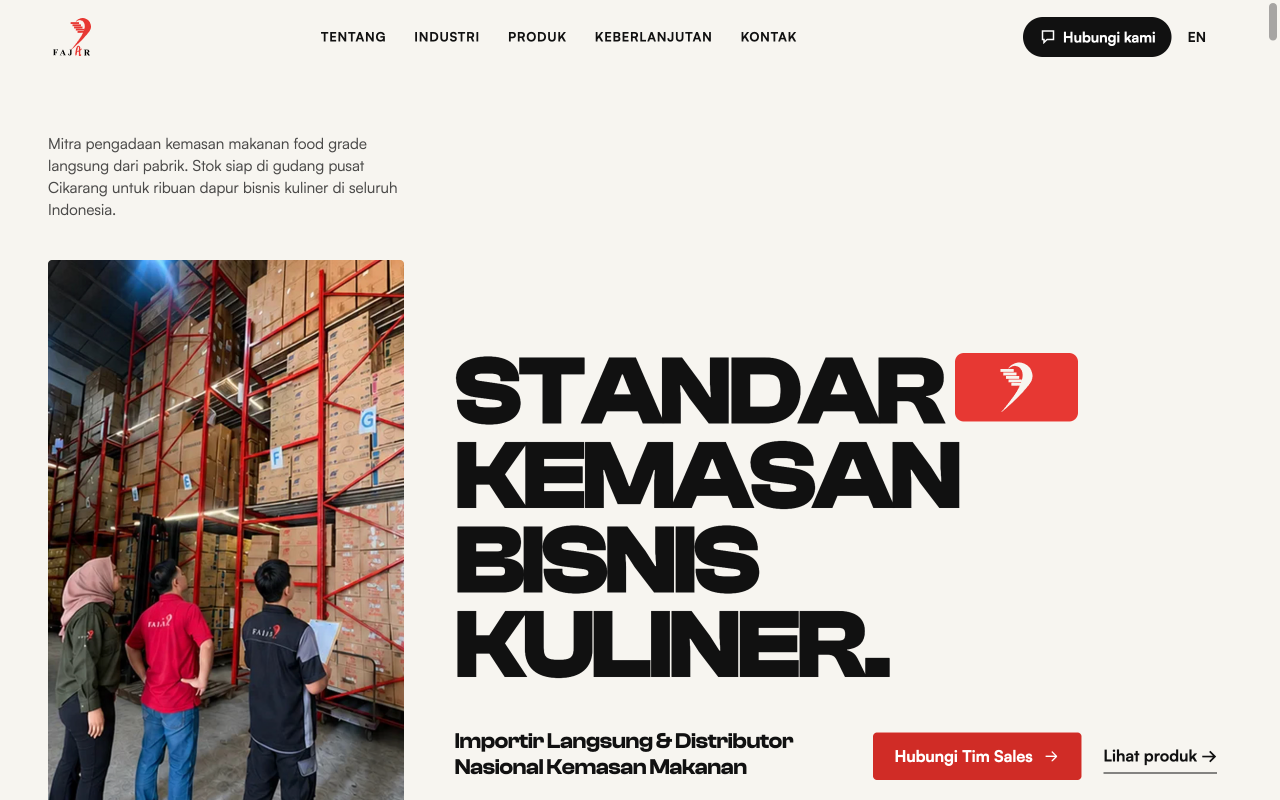 FAJAR
TENTANG
INDUSTRI
PRODUK
KEBERLANJUTAN
KONTAK
Hubungi kami
EN
Mitra pengadaan kemasan makanan food grade
langsung dari pabrik. Stok siap di gudang pusat
Cikarang untuk ribuan dapur bisnis kuliner di seluruh
Indonesia.
G
F
E
STANDAR
KEMASAN
BISNIS
KULINER.
Importir Langsung & Distributor
Nasional Kemasan Makanan
Hubungi Tim Sales →
Lihat produk →